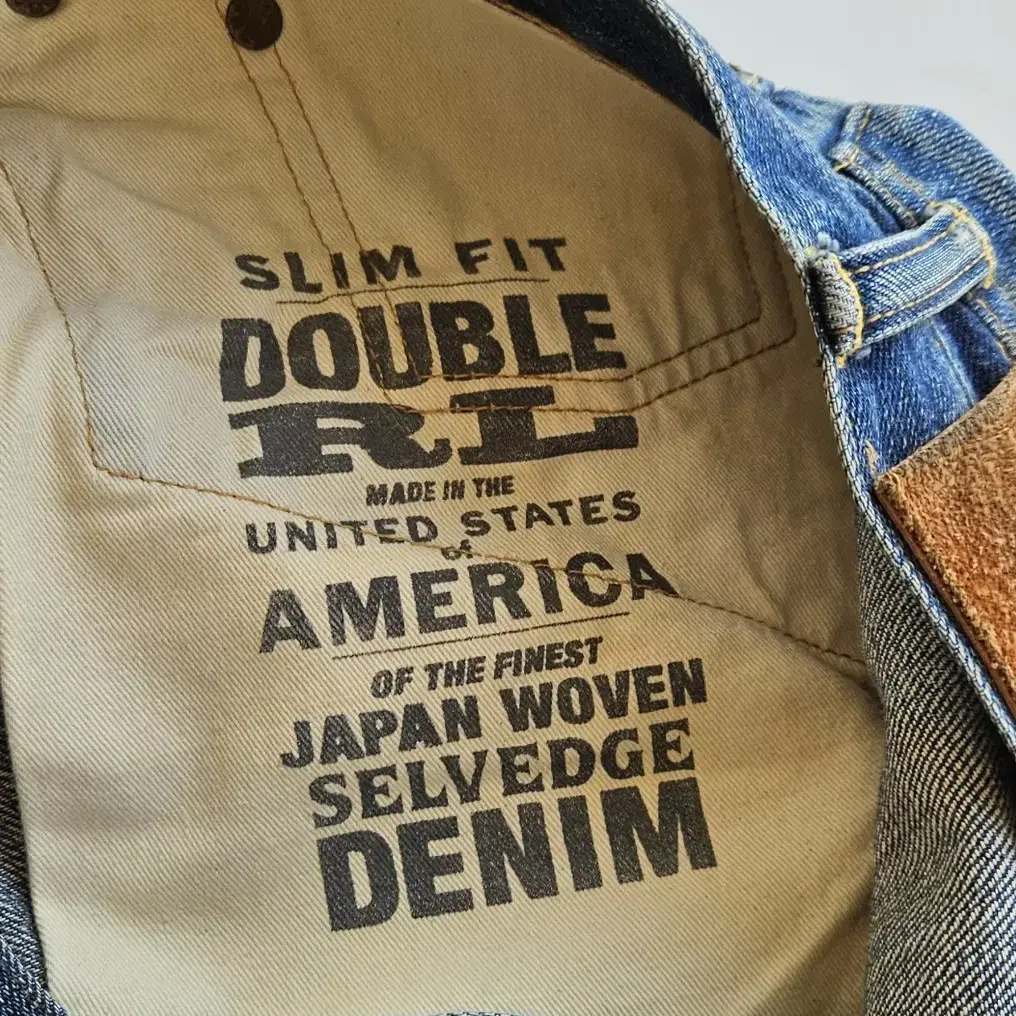 SLIM FIT
DOUBLE
RL
MADE IN THE
UNITED STATES
of
AMERICA
OF THE FINEST
JAPAN WOVEN
SELVEDGE
DENIM